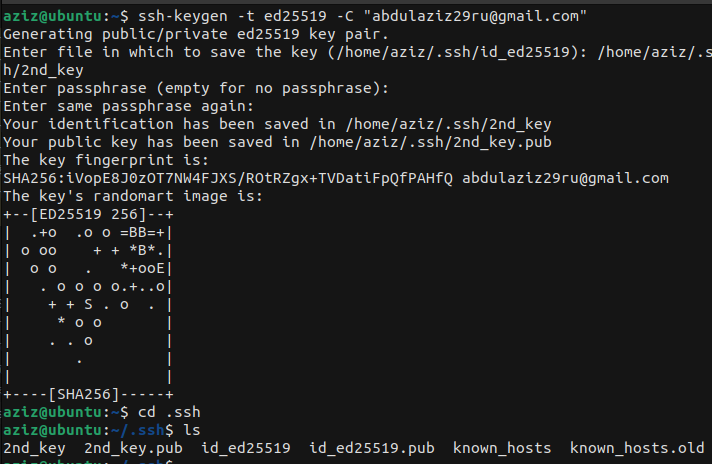 aziz@ubuntu:~$ ssh-keygen -t ed25519 -C "abdulaziz29ru@gmail.com"
Generating public/private ed25519 key pair.
Enter file in which to save the key (/home/aziz/.ssh/id_ed25519): /home/aziz/.s
h/2nd_key
Enter passphrase (empty for no passphrase):
Enter same passphrase again:
Your identification has been saved in /home/aziz/.ssh/2nd_key
Your public key has been saved in /home/aziz/.ssh/2nd_key.pub
The key fingerprint is:
SHA256:iVopE8J0zOT7NW4FJXS/ROtRZgx+TVDatiFpQfPAHfQ abdulaziz29ru@gmail.com
The key's randomart image is:
+--[ED25519 256]--+
|  .+o  .o o =BB=+|
| o oo    + + *B*.|
|  o o   .   *+ooE|
|   . o o o o.+..o|
|    + + S . o  . |
|     * o o       |
|    . . o        |
|       .         |
|                 |
+----[SHA256]-----+
aziz@ubuntu:~$ cd .ssh
aziz@ubuntu:~/.ssh$ ls
2nd_key  2nd_key.pub  id_ed25519  id_ed25519.pub  known_hosts  known_hosts.old